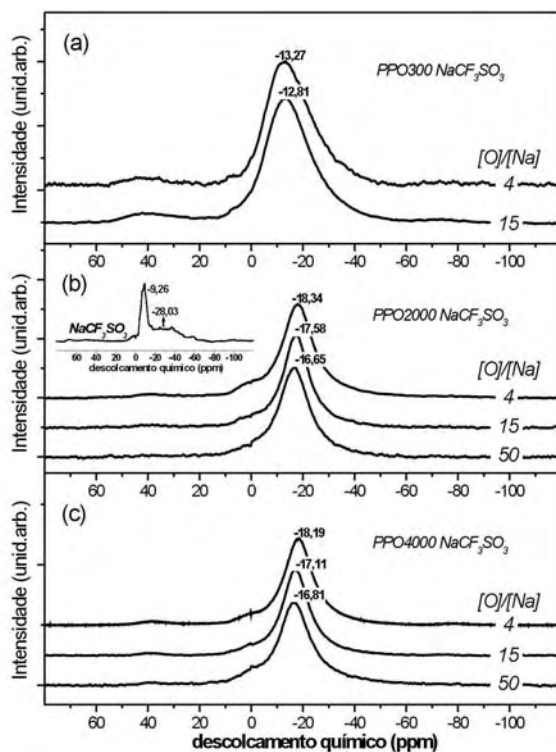 (a)
-13,27
-12,81
PPO300 NaCF₃SO₃
[O]/[Na]
4
15
Intensidade (unid.arb.)
60 40 20 0 -20 -40 -60 -80 -100
(b)
-9,26
-28,03
NaCF₃SO₃
60 40 20 0 -20 -40 -60 -80 -100
descolcamento químico (ppm)
-18,34
-17,58
-16,65
PPO2000 NaCF₃SO₃
[O]/[Na]
4
15
50
Intensidade (unid.arb.)
60 40 20 0 -20 -40 -60 -80 -100
(c)
-18,19
-17,11
-16,81
PPO4000 NaCF₃SO₃
[O]/[Na]
4
15
50
Intensidade (unid.arb.)
60 40 20 0 -20 -40 -60 -80 -100
descolcamento químico (ppm)